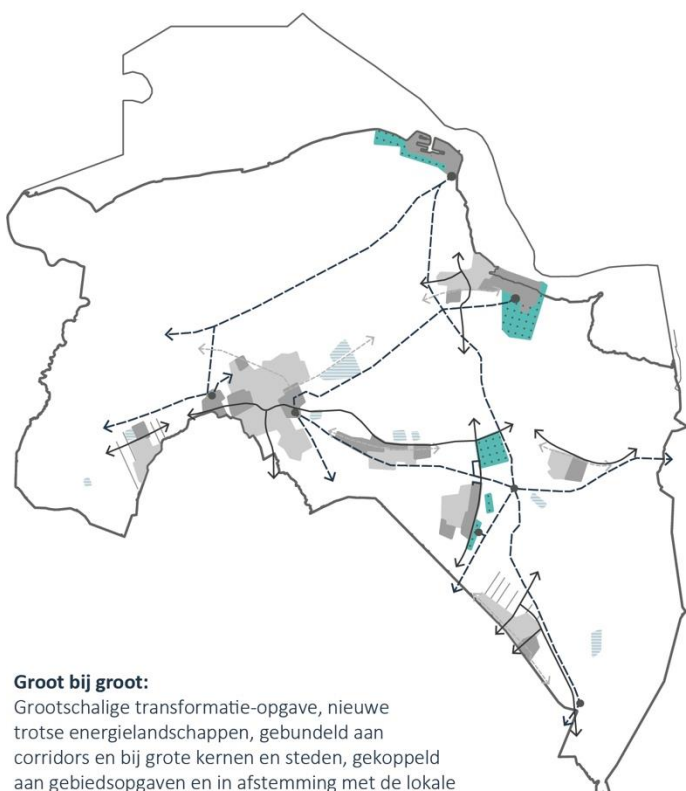 Groot bij groot:
Grootschalige transformatie-opgave, nieuwe
trotse energielandschappen, gebundeld aan
corridors en bij grote kernen en steden, gekoppeld
aan gebiedsopgaven en in afstemming met de lokale